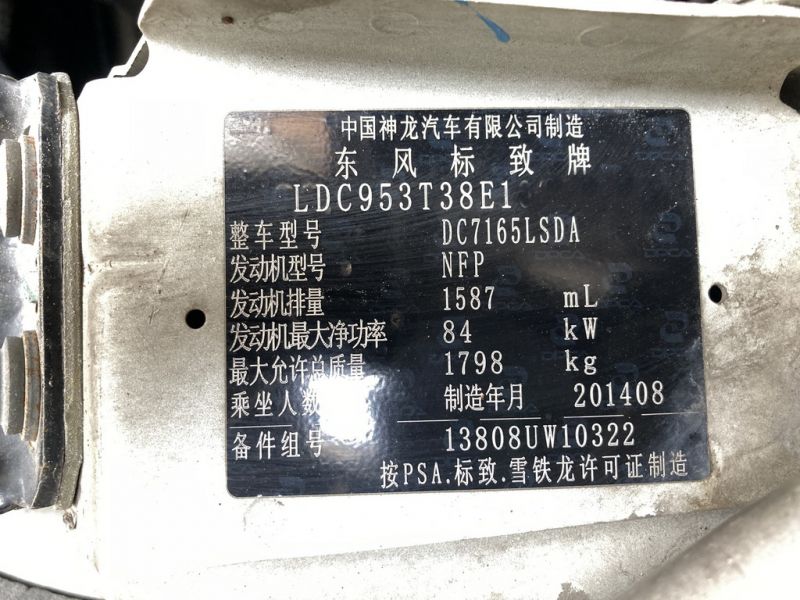 中国神龙汽车有限公司制造
东风标致牌
LDC953T38E1
整车型号 DC7165LSDA
发动机型号 NFP
发动机排量 1587 mL
发动机最大净功率 84 kW
最大允许总质量 1798 kg
乘坐人数 制造年月 201408
备件组号 13808UW10322
按PSA.标致.雪铁龙许可证制造